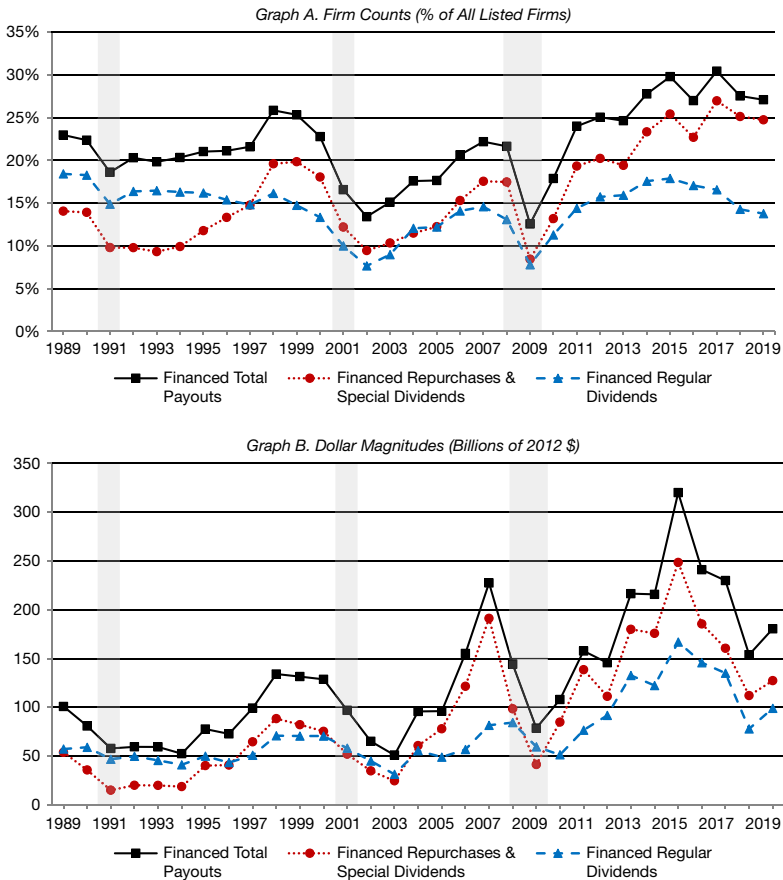 Graph A. Firm Counts (% of All Listed Firms)
35%
30%
25%
20%
15%
10%
5%
0%
1989 1991 1993 1995 1997 1999 2001 2003 2005 2007 2009 2011 2013 2015 2017 2019
Financed Total Payouts
Financed Repurchases & Special Dividends
Financed Regular Dividends
Graph B. Dollar Magnitudes (Billions of 2012 $)
350
300
250
200
150
100
50
0
1989 1991 1993 1995 1997 1999 2001 2003 2005 2007 2009 2011 2013 2015 2017 2019
Financed Total Payouts
Financed Repurchases & Special Dividends
Financed Regular Dividends